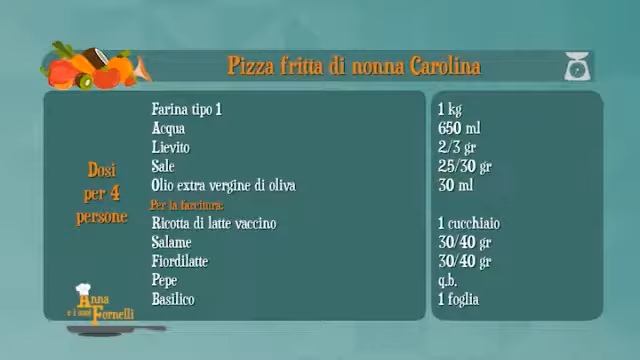 Pizza fritta di nonna Carolina
Dosi
per 4
persone
Farina tipo 1 1 kg
Acqua 650 ml
Lievito 2/3 gr
Sale 25/30 gr
Olio extra vergine di oliva 30 ml
Per la farcitura:
Ricotta di latte vaccino 1 cucchiaio
Salame 30/40 gr
Fiordilatte 30/40 gr
Pepe q.b.
Basilico 1 foglia
Anna
e i suoi
Fornelli